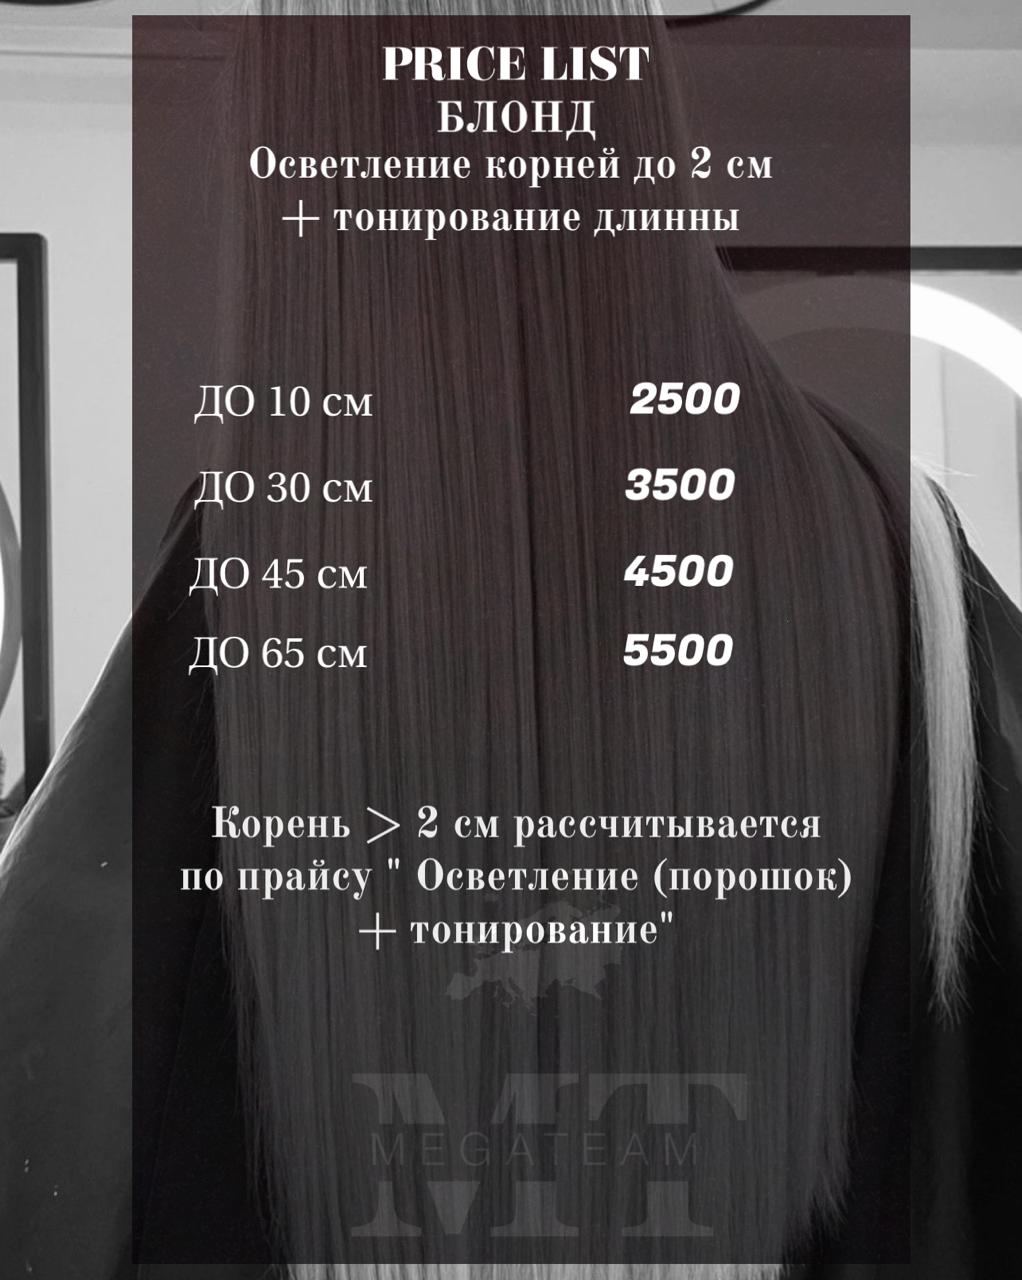 PRICE LIST
БЛОНД
Осветление корней до 2 см
+ тонирование длинны
ДО 10 см 2500
ДО 30 см 3500
ДО 45 см 4500
ДО 65 см 5500
Корень > 2 см рассчитывается
по прайсу " Осветление (порошок)
+ тонирование"
MT
MEGATEAM